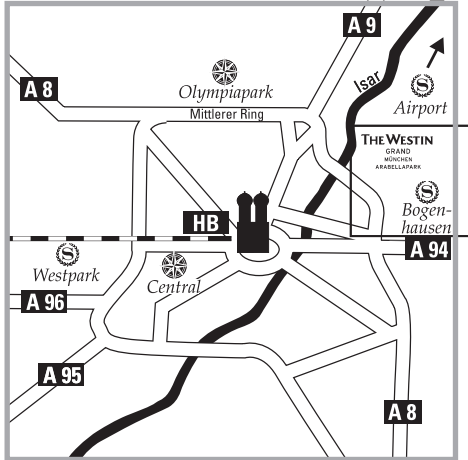 A 9
A 8
Olympiapark
Mittlerer Ring
Isar
S
Airport
THE WESTIN
GRAND
MÜNCHEN
ARABELLAPARK
S
Bogen-
hausen
HB
A 94
S
Westpark
Central
A 96
A 95
A 8